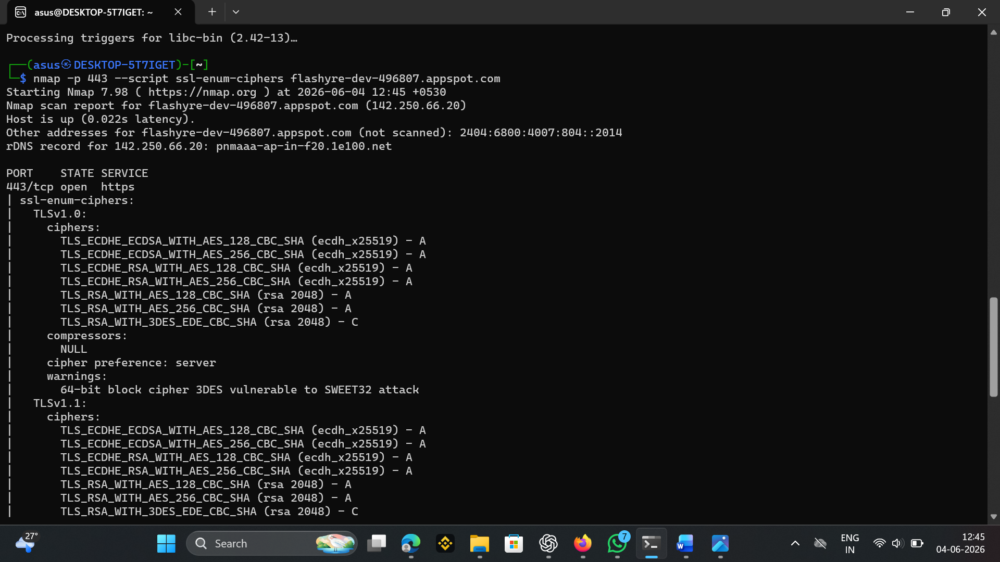 asus@DESKTOP-5T7IGET: ~
Processing triggers for libc-bin (2.42-13)…
┌──(asus㉿DESKTOP-5T7IGET)-[~]
└─$ nmap -p 443 --script ssl-enum-ciphers flashyre-dev-496807.appspot.com
Starting Nmap 7.98 ( https://nmap.org ) at 2026-06-04 12:45 +0530
Nmap scan report for flashyre-dev-496807.appspot.com (142.250.66.20)
Host is up (0.022s latency).
Other addresses for flashyre-dev-496807.appspot.com (not scanned): 2404:6800:4007:804::2014
rDNS record for 142.250.66.20: pnmaaa-ap-in-f20.1e100.net
PORT    STATE SERVICE
443/tcp open  https
| ssl-enum-ciphers:
|   TLSv1.0:
|     ciphers:
|       TLS_ECDHE_ECDSA_WITH_AES_128_CBC_SHA (ecdh_x25519) - A
|       TLS_ECDHE_ECDSA_WITH_AES_256_CBC_SHA (ecdh_x25519) - A
|       TLS_ECDHE_RSA_WITH_AES_128_CBC_SHA (ecdh_x25519) - A
|       TLS_ECDHE_RSA_WITH_AES_256_CBC_SHA (ecdh_x25519) - A
|       TLS_RSA_WITH_AES_128_CBC_SHA (rsa 2048) - A
|       TLS_RSA_WITH_AES_256_CBC_SHA (rsa 2048) - A
|       TLS_RSA_WITH_3DES_EDE_CBC_SHA (rsa 2048) - C
|     compressors:
|       NULL
|     cipher preference: server
|     warnings:
|       64-bit block cipher 3DES vulnerable to SWEET32 attack
|   TLSv1.1:
|     ciphers:
|       TLS_ECDHE_ECDSA_WITH_AES_128_CBC_SHA (ecdh_x25519) - A
|       TLS_ECDHE_ECDSA_WITH_AES_256_CBC_SHA (ecdh_x25519) - A
|       TLS_ECDHE_RSA_WITH_AES_128_CBC_SHA (ecdh_x25519) - A
|       TLS_ECDHE_RSA_WITH_AES_256_CBC_SHA (ecdh_x25519) - A
|       TLS_RSA_WITH_AES_128_CBC_SHA (rsa 2048) - A
|       TLS_RSA_WITH_AES_256_CBC_SHA (rsa 2048) - A
|       TLS_RSA_WITH_3DES_EDE_CBC_SHA (rsa 2048) - C
27°
Search
7
ENG
IN
12:45
04-06-2026